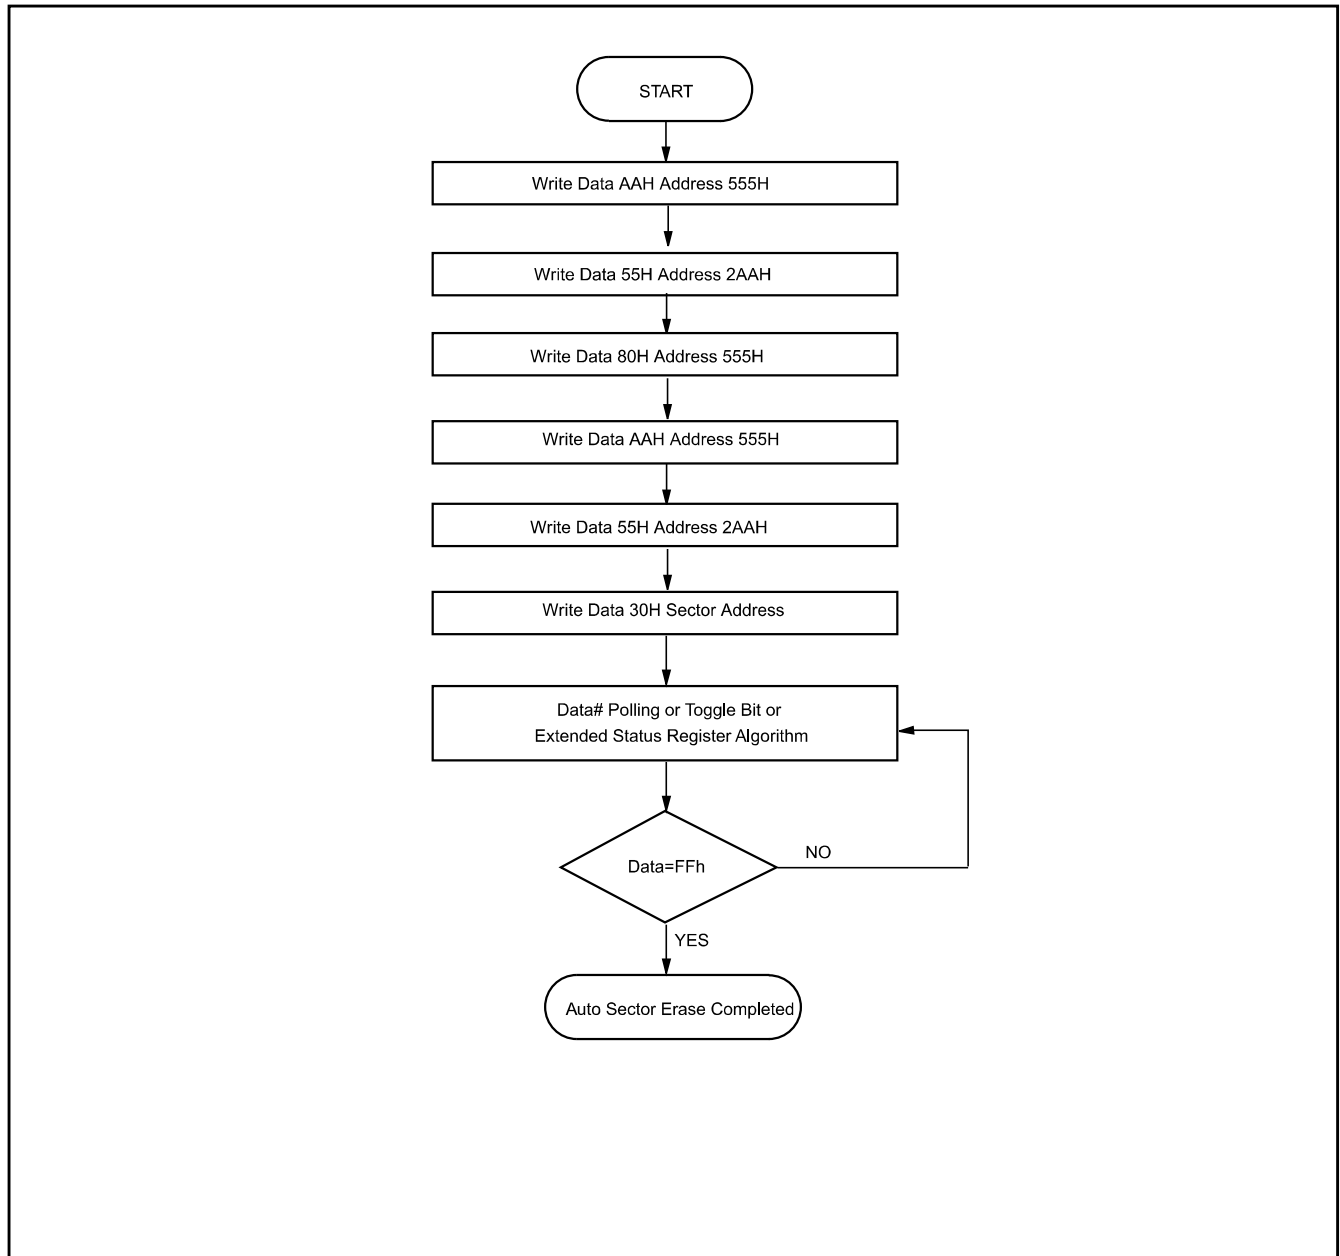 START
Write Data AAH Address 555H
Write Data 55H Address 2AAH
Write Data 80H Address 555H
Write Data AAH Address 555H
Write Data 55H Address 2AAH
Write Data 30H Sector Address
Data# Polling or Toggle Bit or
Extended Status Register Algorithm
Data=FFh
NO
YES
Auto Sector Erase Completed